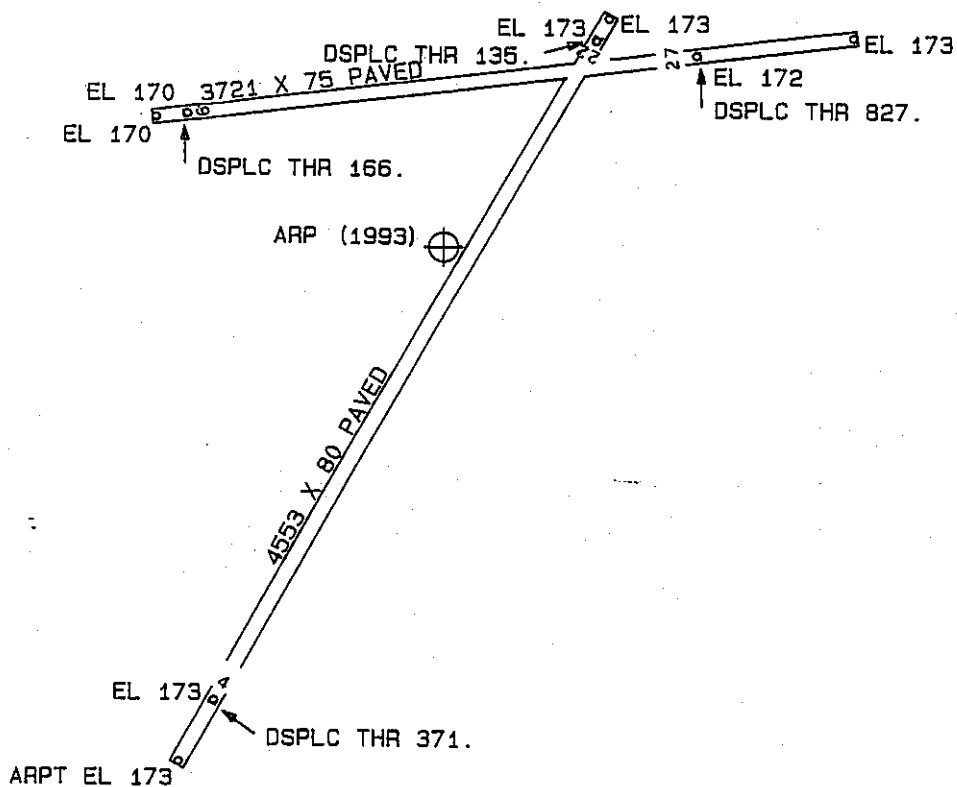 EL 173
EL 173
DSPLC THR 135.
22
27
EL 173
EL 172
DSPLC THR 827.
EL 170
3721 X 75 PAVED
9
EL 170
DSPLC THR 166.
ARP (1993)
4553 X 80 PAVED
EL 173
4
DSPLC THR 371.
ARPT EL 173